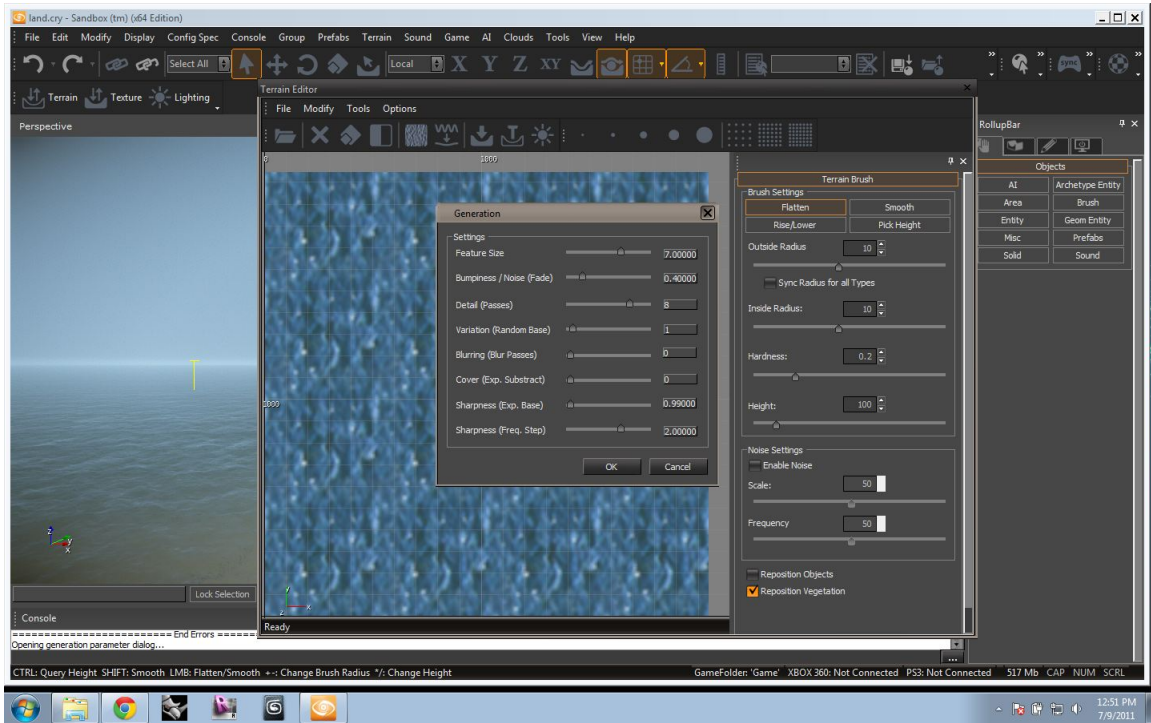 land.cry - Sandbox (tm) (x64 Edition)
File Edit Modify Display Config Spec Console Group Prefabs Terrain Sound Game AI Clouds Tools View Help
Select All Local X Y Z XY
Terrain Texture Lighting
Perspective
Terrain Editor
File Modify Tools Options
0 1000
1000
Generation
Settings
Feature Size 7.00000
Bumpiness / Noise (Fade) 0.40000
Detail (Passes) 8
Variation (Random Base) 1
Blurring (Blur Passes) 0
Cover (Exp. Substract) 0
Sharpness (Exp. Base) 0.99000
Sharpness (Freq. Step) 2.00000
OK Cancel
z y x
y z x
Ready
Terrain Brush
Brush Settings
Flatten Smooth
Rise/Lower Pick Height
Outside Radius 10
Sync Radius for all Types
Inside Radius: 10
Hardness: 0.2
Height: 100
Noise Settings
Enable Noise
Scale: 50
Frequency 50
Reposition Objects
Reposition Vegetation
RollupBar
Objects
AI Archetype Entity
Area Brush
Entity Geom Entity
Misc Prefabs
Solid Sound
Lock Selection
Console
========================= End Errors =======
Opening generation parameter dialog...
CTRL: Query Height SHIFT: Smooth LMB: Flatten/Smooth +-: Change Brush Radius */: Change Height GameFolder: 'Game' XBOX 360: Not Connected PS3: Not Connected 517 Mb CAP NUM SCRL
12:51 PM
7/9/2011